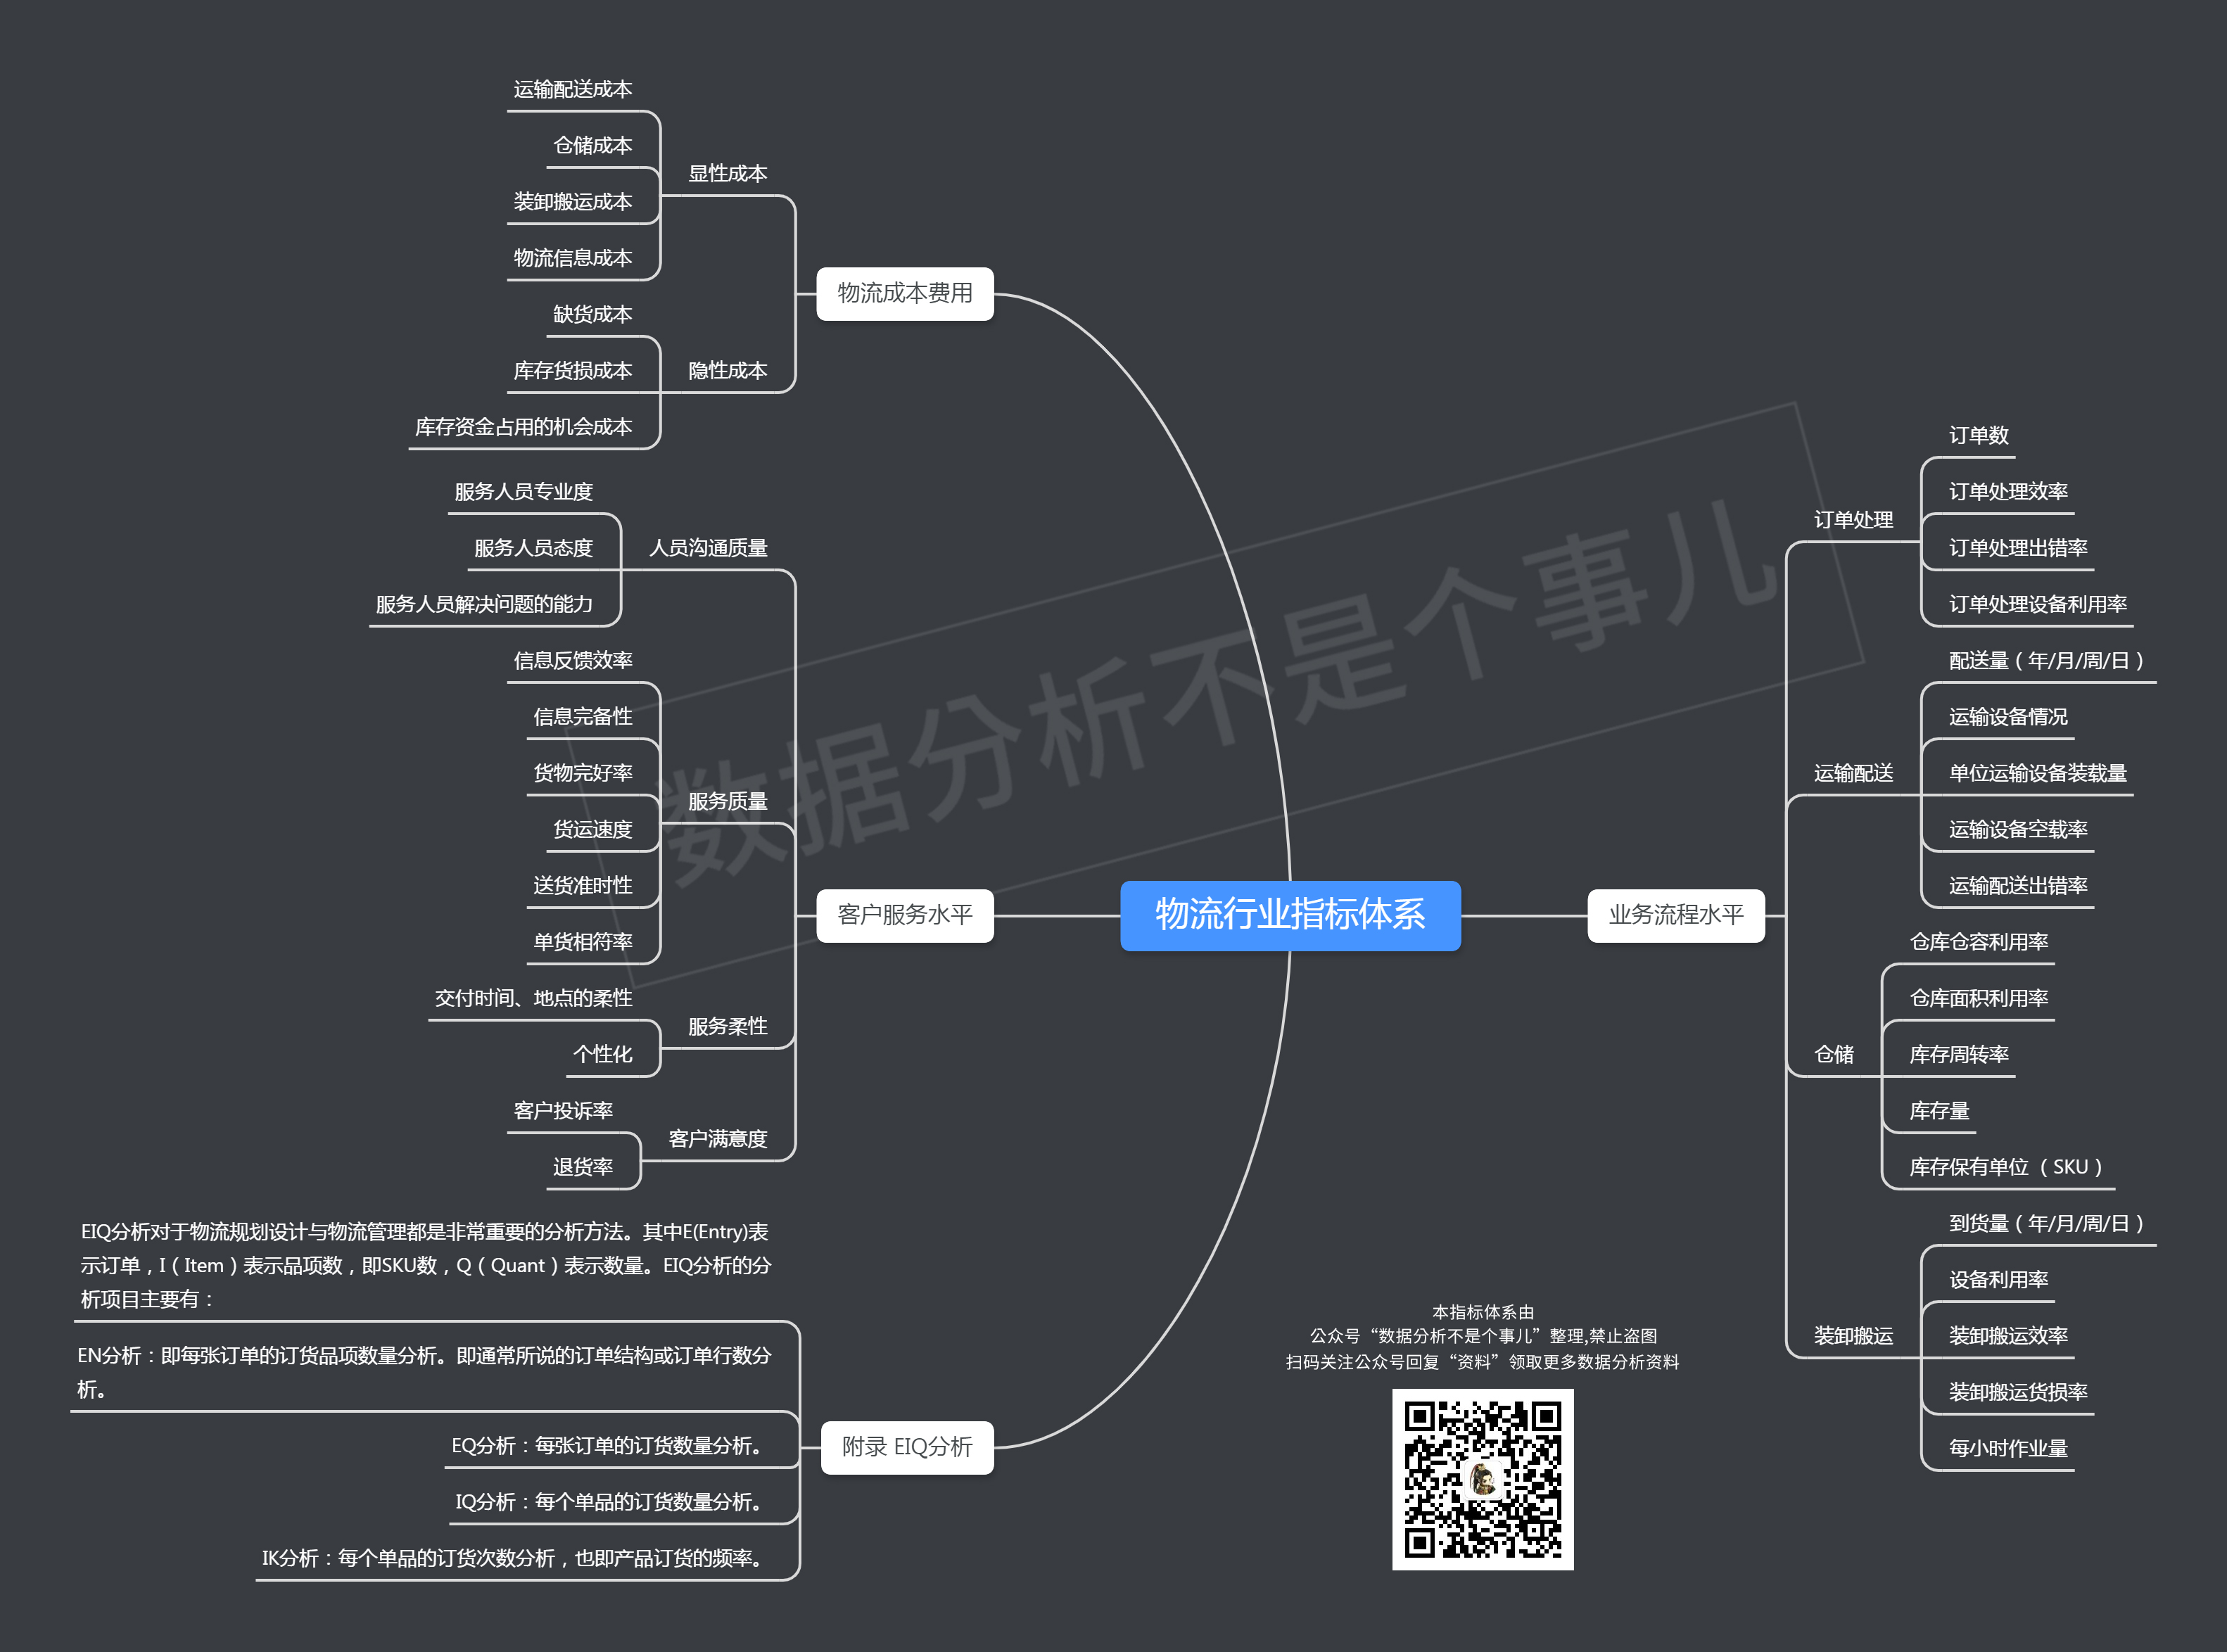 物流行业指标体系
物流成本费用
显性成本
运输配送成本
仓储成本
装卸搬运成本
物流信息成本
隐性成本
缺货成本
库存货损成本
库存资金占用的机会成本
客户服务水平
人员沟通质量
服务人员专业度
服务人员态度
服务人员解决问题的能力
服务质量
信息反馈效率
信息完备性
货物完好率
货运速度
送货准时性
单货相符率
服务柔性
交付时间、地点的柔性
个性化
客户满意度
客户投诉率
退货率
附录 EIQ分析
EIQ分析对于物流规划设计与物流管理都是非常重要的分析方法。其中E(Entry)表
示订单，I（Item）表示品项数，即SKU数，Q（Quant）表示数量。EIQ分析的分
析项目主要有：
EN分析：即每张订单的订货品项数量分析。即通常所说的订单结构或订单行数分
析。
EQ分析：每张订单的订货数量分析。
IQ分析：每个单品的订货数量分析。
IK分析：每个单品的订货次数分析，也即产品订货的频率。
业务流程水平
订单处理
订单数
订单处理效率
订单处理出错率
订单处理设备利用率
运输配送
配送量（年/月/周/日）
运输设备情况
单位运输设备装载量
运输设备空载率
运输配送出错率
仓储
仓库仓容利用率
仓库面积利用率
库存周转率
库存量
库存保有单位（SKU）
装卸搬运
到货量（年/月/周/日）
设备利用率
装卸搬运效率
装卸搬运货损率
每小时作业量
本指标体系由
公众号“数据分析不是个事儿”整理,禁止盗图
扫码关注公众号回复“资料”领取更多数据分析资料
数据分析不是个事儿